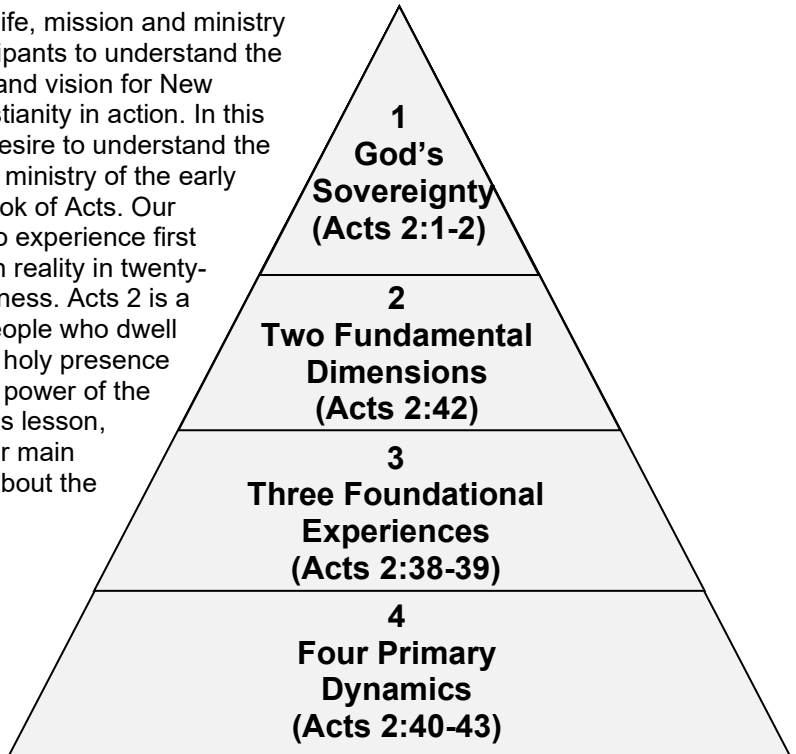 ife, mission and ministry
ipants to understand the
and vision for New
stianity in action. In this
esire to understand the
ministry of the early
ok of Acts. Our
o experience first
n reality in twenty-
ness. Acts 2 is a
eople who dwell
holy presence
power of the
s lesson,
r main
bout the
1
God’s
Sovereignty
(Acts 2:1-2)
2
Two Fundamental
Dimensions
(Acts 2:42)
3
Three Foundational
Experiences
(Acts 2:38-39)
4
Four Primary
Dynamics
(Acts 2:40-43)